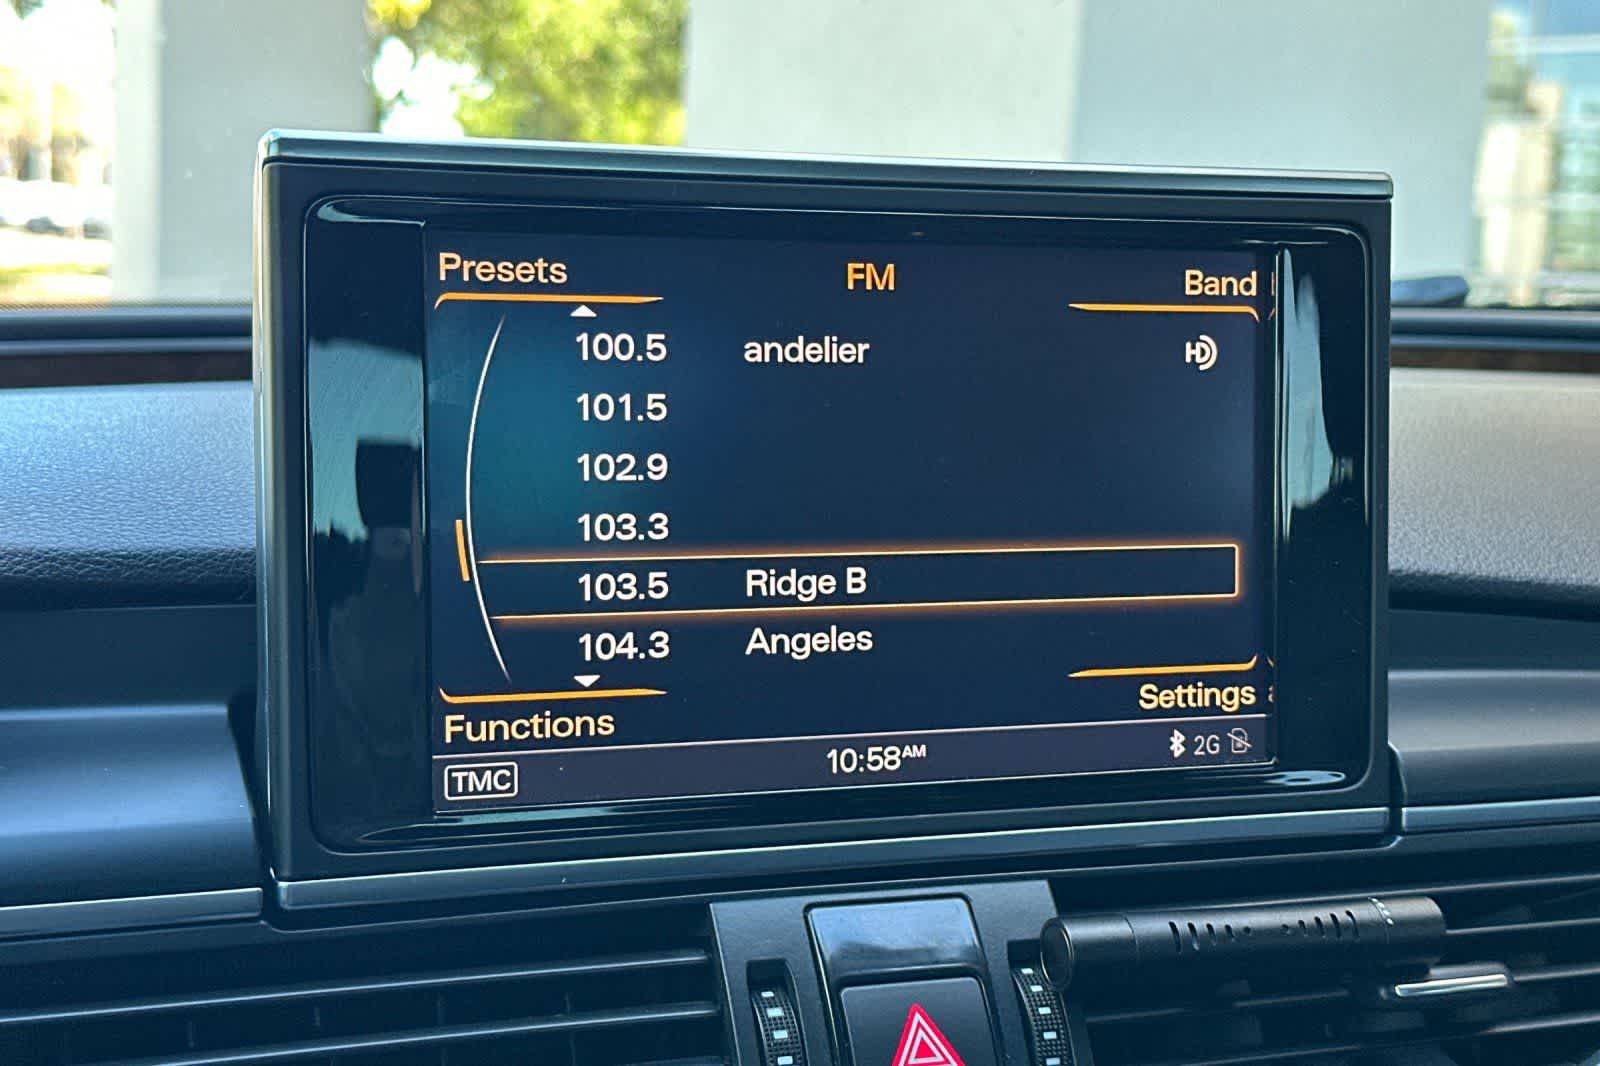 Presets FM Band
100.5 andelier HD
101.5
102.9
103.3
103.5 Ridge B
104.3 Angeles
Functions Settings
TMC 10:58AM 2G